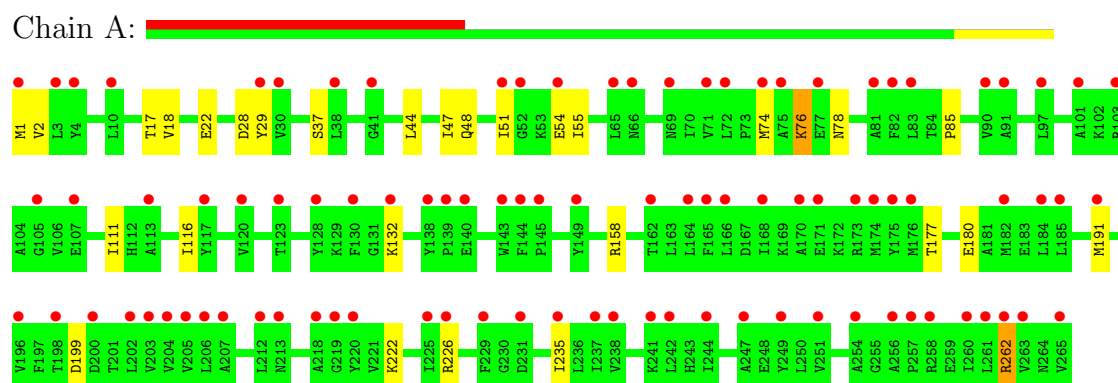 Chain A:
M1 V2 L3 Y4 L10 T17 V18 E22 D28 Y29 V30 S37 L38 G41 L44 I47 Q48 I51 G52 K53 E54 I55 L65 N66 N69 I70 V71 L72 P73 M74 A75 K76 E77 N78 A81 F82 L83 T84 P85 V90 A91 L97 A101 K102
A104 G105 V106 E107 I111 H112 A113 I116 Y117 V120 T123 Y128 K129 F130 G131 K132 Y138 P139 E140 W143 F144 P145 Y149 R158 T162 L163 L164 F165 L166 D167 I168 K169 A170 E171 K172 R173 M174 Y175 M176 T177 E180 A181 M182 E183 L184 L185 M191
V196 F197 T198 D199 D200 T201 L202 V203 V204 V205 L206 A207 L212 N213 A218 G219 Y220 V221 K222 I225 R226 F229 G230 D231 I235 L236 I237 V238 K241 L242 H243 I244 A247 E248 Y249 L250 V251 A254 G255 A256 P257 R258 E259 I260 L261 R262 V263 N264 V265